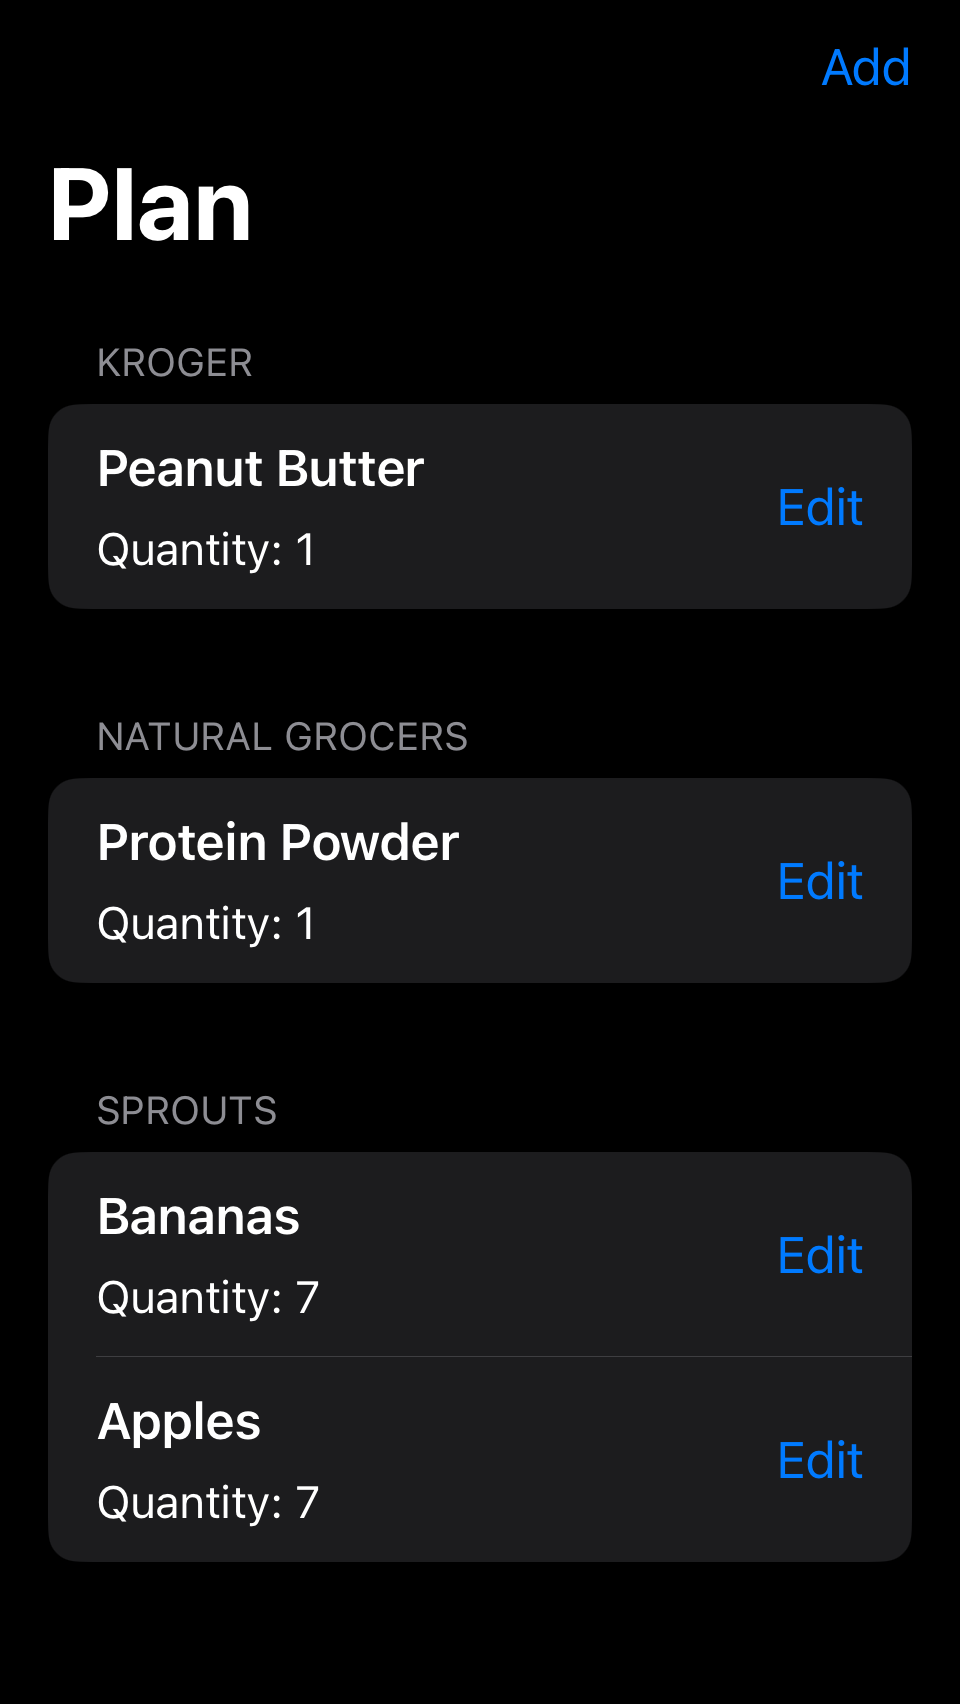 Add
Plan
KROGER
Peanut Butter
Edit
Quantity: 1
NATURAL GROCERS
Protein Powder
Edit
Quantity: 1
SPROUTS
Bananas
Edit
Quantity: 7
Apples
Edit
Quantity: 7